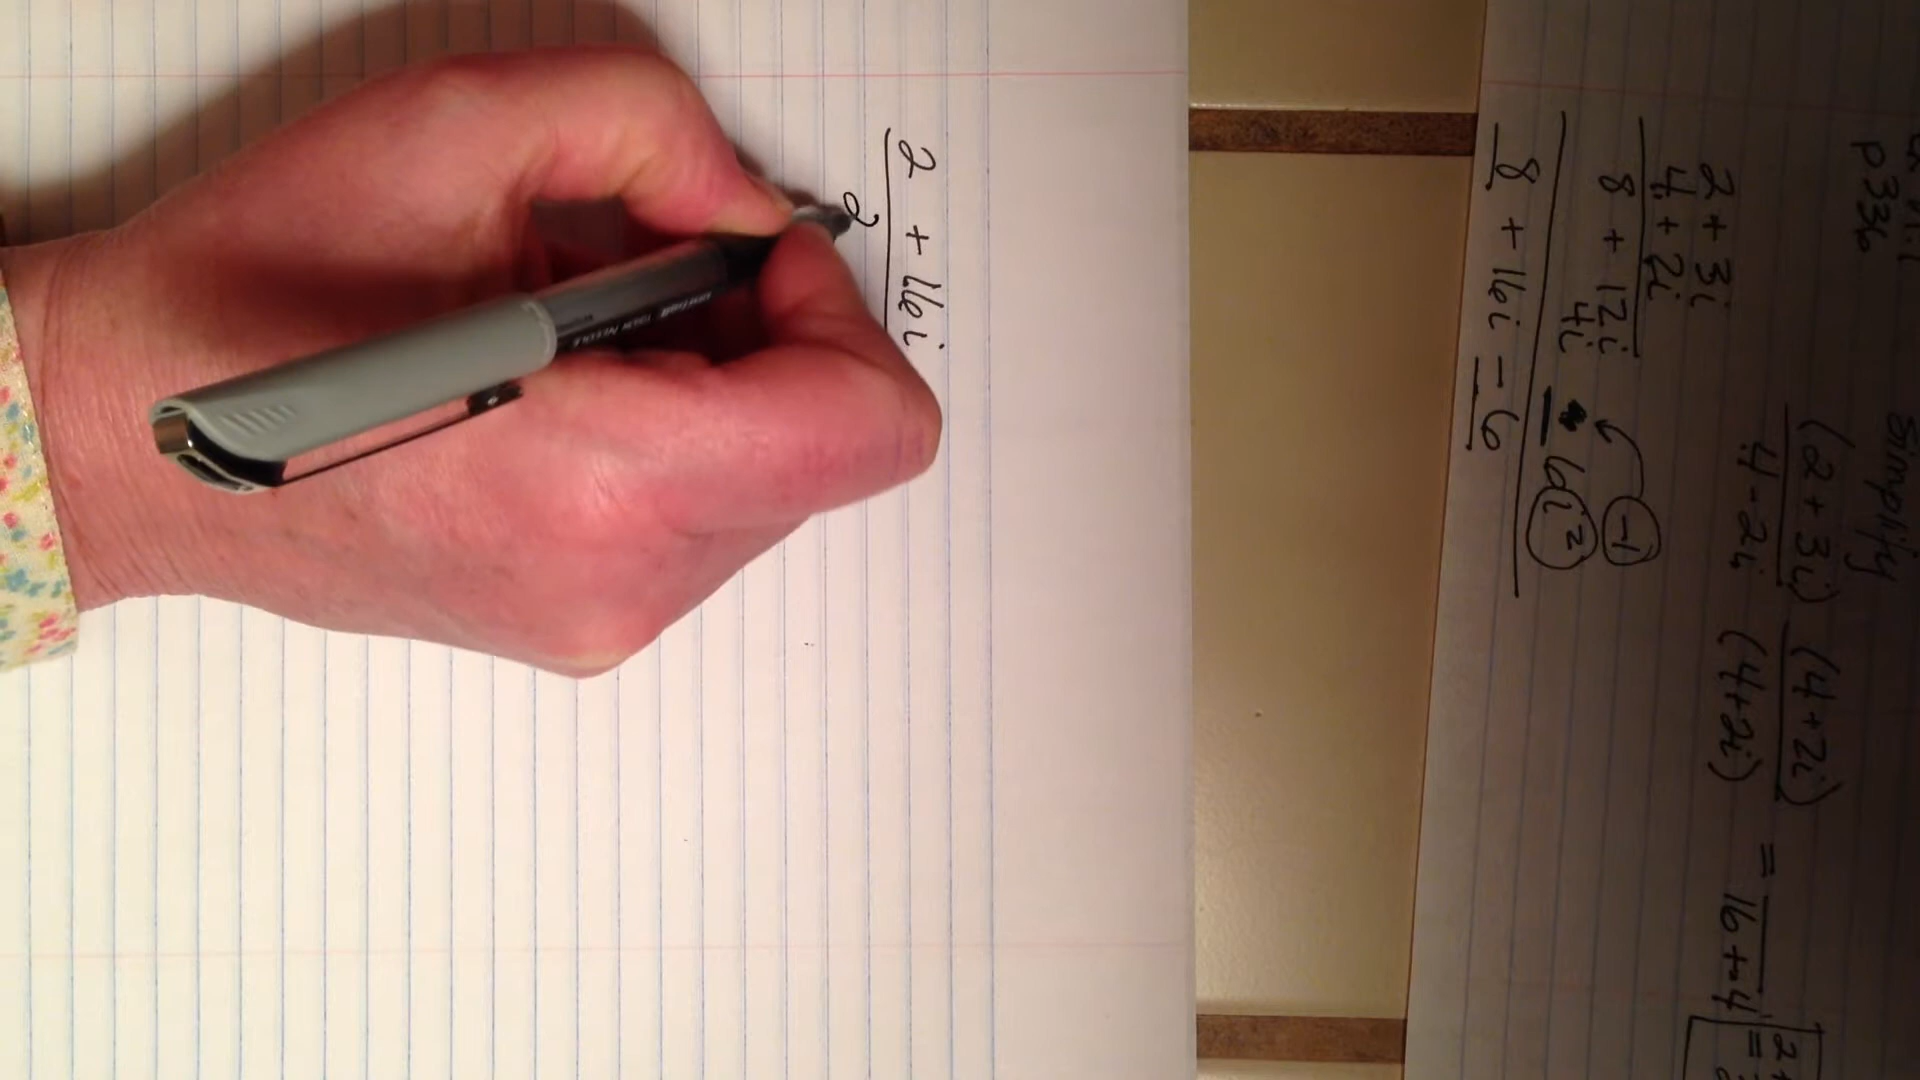 p336
Simplify
(2 + 3i) (4 + 2i)
4 - 2i (4 + 2i)
= 16 + 4 =
2 + 3i
4 + 2i
8 + 12i
4i 6i²
-1
8 + 16i - 6
2 + 16i
2